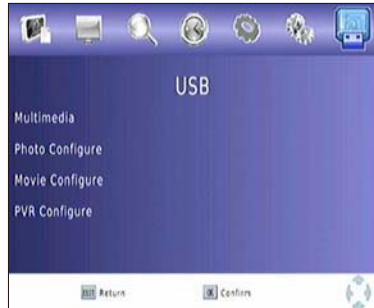 USB
Multimedia
Photo Configure
Movie Configure
PVR Configure
EXIT Return OK Confirm